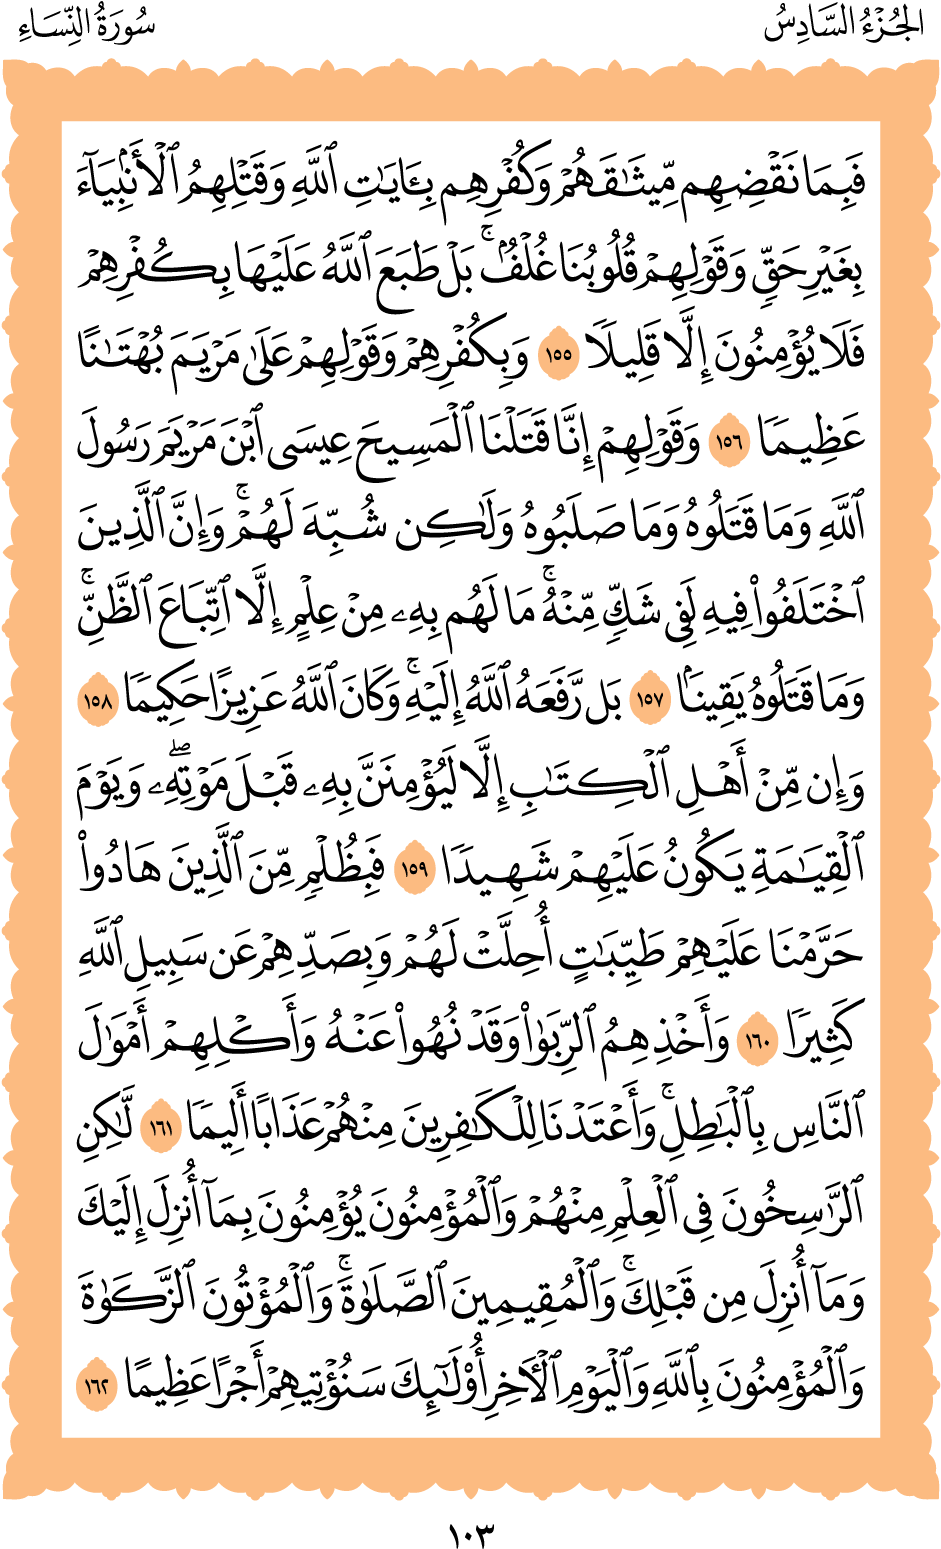 الجُزْءُ السَّادِسُ
سُورَةُ النِّسَاءِ
فَبِمَا نَقْضِهِم مِّيثَـٰقَهُمْ وَكُفْرِهِم بِـَٔايَـٰتِ ٱللَّهِ وَقَتْلِهِمُ ٱلْأَنۢبِيَآءَ
بِغَيْرِ حَقٍّ وَقَوْلِهِمْ قُلُوبُنَا غُلْفُۢ ۚ بَلْ طَبَعَ ٱللَّهُ عَلَيْهَا بِكُفْرِهِمْ
فَلَا يُؤْمِنُونَ إِلَّا قَلِيلًا ١٥٥ وَبِكُفْرِهِمْ وَقَوْلِهِمْ عَلَىٰ مَرْيَمَ بُهْتَـٰنًا
عَظِيمًا ١٥٦ وَقَوْلِهِمْ إِنَّا قَتَلْنَا ٱلْمَسِيحَ عِيسَى ٱبْنَ مَرْيَمَ رَسُولَ
ٱللَّهِ وَمَا قَتَلُوهُ وَمَا صَلَبُوهُ وَلَـٰكِن شُبِّهَ لَهُمْ ۚ وَإِنَّ ٱلَّذِينَ
ٱخْتَلَفُوا۟ فِيهِ لَفِى شَكٍّ مِّنْهُ ۚ مَا لَهُم بِهِۦ مِنْ عِلْمٍ إِلَّا ٱتِّبَاعَ ٱلظَّنِّ ۚ
وَمَا قَتَلُوهُ يَقِينَۢا ١٥٧ بَل رَّفَعَهُ ٱللَّهُ إِلَيْهِ ۚ وَكَانَ ٱللَّهُ عَزِيزًا حَكِيمًا ١٥٨
وَإِن مِّنْ أَهْلِ ٱلْكِتَـٰبِ إِلَّا لَيُؤْمِنَنَّ بِهِۦ قَبْلَ مَوْتِهِۦ ۖ وَيَوْمَ
ٱلْقِيَـٰمَةِ يَكُونُ عَلَيْهِمْ شَهِيدًا ١٥٩ فَبِظُلْمٍ مِّنَ ٱلَّذِينَ هَادُوا۟
حَرَّمْنَا عَلَيْهِمْ طَيِّبَـٰتٍ أُحِلَّتْ لَهُمْ وَبِصَدِّهِمْ عَن سَبِيلِ ٱللَّهِ
كَثِيرًا ١٦٠ وَأَخْذِهِمُ ٱلرِّبَوٰا۟ وَقَدْ نُهُوا۟ عَنْهُ وَأَكْلِهِمْ أَمْوَٰلَ
ٱلنَّاسِ بِٱلْبَـٰطِلِ ۚ وَأَعْتَدْنَا لِلْكَـٰفِرِينَ مِنْهُمْ عَذَابًا أَلِيمًا ١٦١ لَّـٰكِنِ
ٱلرَّٰسِخُونَ فِى ٱلْعِلْمِ مِنْهُمْ وَٱلْمُؤْمِنُونَ يُؤْمِنُونَ بِمَآ أُنزِلَ إِلَيْكَ
وَمَآ أُنزِلَ مِن قَبْلِكَ ۚ وَٱلْمُقِيمِينَ ٱلصَّلَوٰةَ ۚ وَٱلْمُؤْتُونَ ٱلزَّكَوٰةَ
وَٱلْمُؤْمِنُونَ بِٱللَّهِ وَٱلْيَوْمِ ٱلْـَٔاخِرِ أُو۟لَـٰٓئِكَ سَنُؤْتِيهِمْ أَجْرًا عَظِيمًا ١٦٢
١٠٣